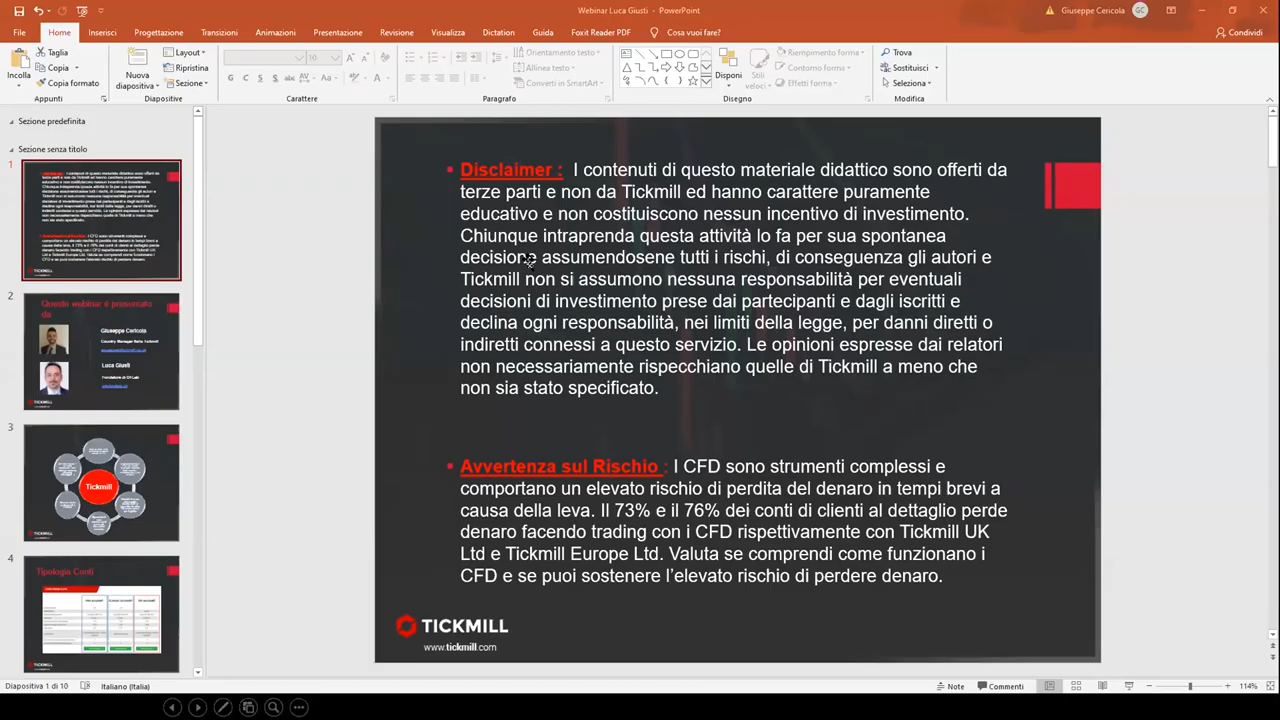 Webinar Luca Giusti - PowerPoint
Giuseppe Cericola
GC
File
Home
Inserisci
Progettazione
Transizioni
Animazioni
Presentazione
Revisione
Visualizza
Dictation
Guida
Foxit Reader PDF
Cosa vuoi fare?
Condividi
Incolla
Taglia
Copia
Copia formato
Appunti
Nuova
diapositiva
Layout
Ripristina
Sezione
Diapositive
10
G C S S
Aa
A
Carattere
Orientamento testo
Allinea testo
Converti in SmartArt
Paragrafo
Disponi
Stili
veloci
Riempimento forma
Contorno forma
Effetti forma
Disegno
Trova
Sostituisci
Seleziona
Modifica
Sezione predefinita
Sezione senza titolo
1
2
Questo webinar è presentato
da
Giuseppe Cericola
Country Manager Italia Tickmill
Luca Giusti
3
Tickmill
4
Tipologia Conti
Disclaimer : I contenuti di questo materiale didattico sono offerti da
terze parti e non da Tickmill ed hanno carattere puramente
educativo e non costituiscono nessun incentivo di investimento.
Chiunque intraprenda questa attività lo fa per sua spontanea
decisione assumendosene tutti i rischi, di conseguenza gli autori e
Tickmill non si assumono nessuna responsabilità per eventuali
decisioni di investimento prese dai partecipanti e dagli iscritti e
declina ogni responsabilità, nei limiti della legge, per danni diretti o
indiretti connessi a questo servizio. Le opinioni espresse dai relatori
non necessariamente rispecchiano quelle di Tickmill a meno che
non sia stato specificato.
Avvertenza sul Rischio : I CFD sono strumenti complessi e
comportano un elevato rischio di perdita del denaro in tempi brevi a
causa della leva. Il 73% e il 76% dei conti di clienti al dettaglio perde
denaro facendo trading con i CFD rispettivamente con Tickmill UK
Ltd e Tickmill Europe Ltd. Valuta se comprendi come funzionano i
CFD e se puoi sostenere l'elevato rischio di perdere denaro.
TICKMILL
www.tickmill.com
Diapositiva 1 di 10
Italiano (Italia)
Note
Commenti
114%